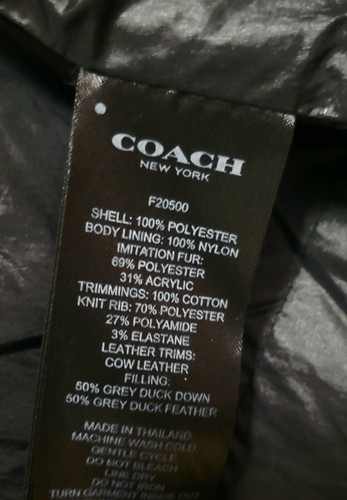 COACH
NEW YORK
F20500
SHELL: 100% POLYESTER
BODY LINING: 100% NYLON
IMITATION FUR:
69% POLYESTER
31% ACRYLIC
TRIMMINGS: 100% COTTON
KNIT RIB: 70% POLYESTER
27% POLYAMIDE
3% ELASTANE
LEATHER TRIMS:
COW LEATHER
FILLING:
50% GREY DUCK DOWN
50% GREY DUCK FEATHER
MADE IN THAILAND
MACHINE WASH COLD
GENTLE CYCLE
DO NOT BLEACH
LINE DRY
DO NOT IRON
TURN GARMENT INSIDE OUT